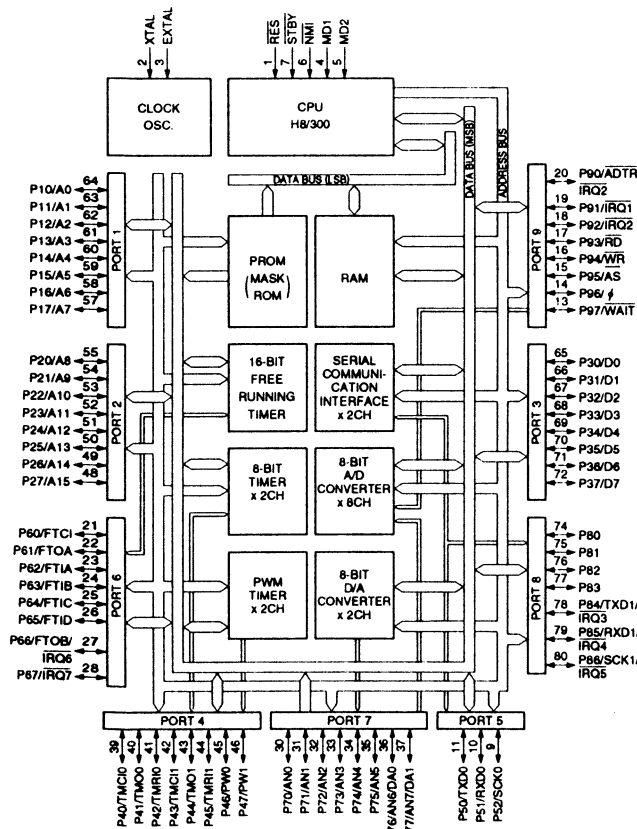 XTAL
EXTAL
RES
STBY
NMI
MD1
MD2
2
3
1
7
6
4
5
CLOCK
OSC.
CPU
H8/300
DATA BUS (LSB)
DATA BUS (MSB)
ADDRESS BUS
PORT 1
64
P10/A0
63
P11/A1
62
P12/A2
61
P13/A3
60
P14/A4
59
P15/A5
58
P16/A6
57
P17/A7
PROM
(MASK
ROM)
RAM
PORT 9
20
P90/ADTR
IRQ2
19
P91/IRQ1
18
P92/IRQ2
17
P93/RD
16
P94/WR
15
P95/AS
14
P96/ϕ
13
P97/WAIT
PORT 2
55
P20/A8
54
P21/A9
53
P22/A10
52
P23/A11
51
P24/A12
50
P25/A13
49
P26/A14
48
P27/A15
16-BIT
FREE
RUNNING
TIMER
SERIAL
COMMUNI-
CATION
INTERFACE
x 2CH
PORT 3
65
P30/D0
66
P31/D1
67
P32/D2
68
P33/D3
69
P34/D4
70
P35/D5
71
P36/D6
72
P37/D7
8-BIT
TIMER
x 2CH
8-BIT
A/D
CONVERTER
x 8CH
PORT 6
21
P60/FTCI
22
P61/FTOA
23
P62/FTIA
24
P63/FTIB
25
P64/FTIC
26
P65/FTID
27
P66/FTOB/
IRQ6
28
P67/IRQ7
PWM
TIMER
x 2CH
8-BIT
D/A
CONVERTER
x 2CH
PORT 8
74
P80
75
P81
76
P82
77
P83
78
P84/TXD1/
IRQ3
79
P85/RXD1/
IRQ4
80
P86/SCK1/
IRQ5
PORT 4
PORT 7
PORT 5
39
P40/TMCI0
40
P41/TMO0
41
P42/TMRI0
42
P43/TMCI1
43
P44/TMO1
44
P45/TMRI1
45
P46/PW0
46
P47/PW1
30
P70/AN0
31
P71/AN1
32
P72/AN2
33
P73/AN3
34
P74/AN4
35
P75/AN5
36
76/AN6/DA0
37
77/AN7/DA1
11
P50/TXD0
10
P51/RXD0
9
P52/SCK0